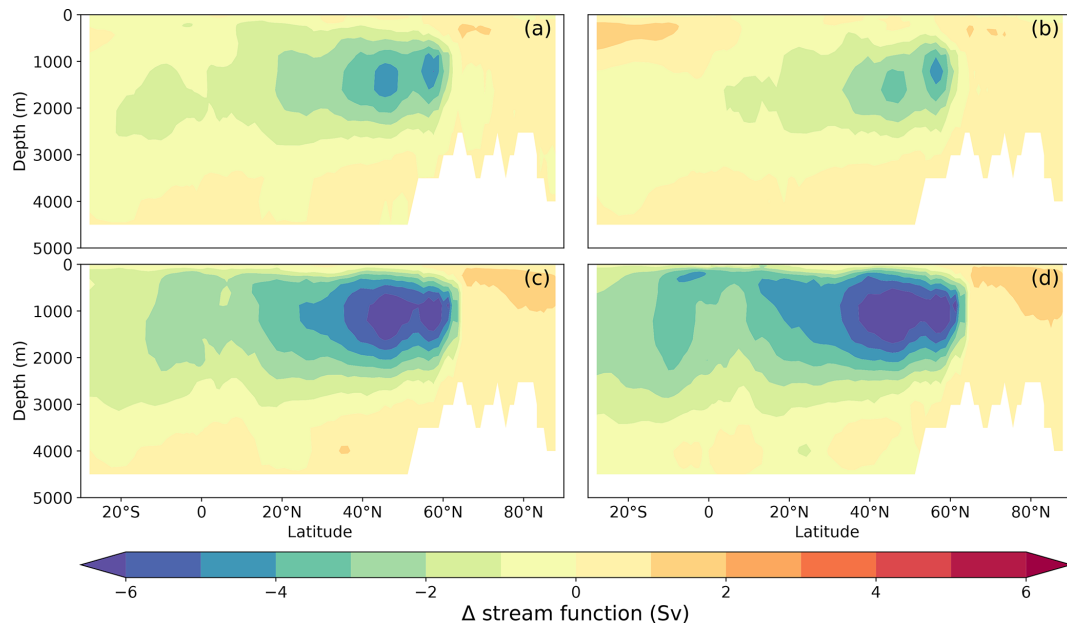 0
1000
2000
3000
4000
5000
Depth (m)
(a)
(b)
0
1000
2000
3000
4000
5000
Depth (m)
(c)
(d)
20°S 0 20°N 40°N 60°N 80°N
Latitude
20°S 0 20°N 40°N 60°N 80°N
Latitude
−6 −4 −2 0 2 4 6
Δ stream function (Sv)